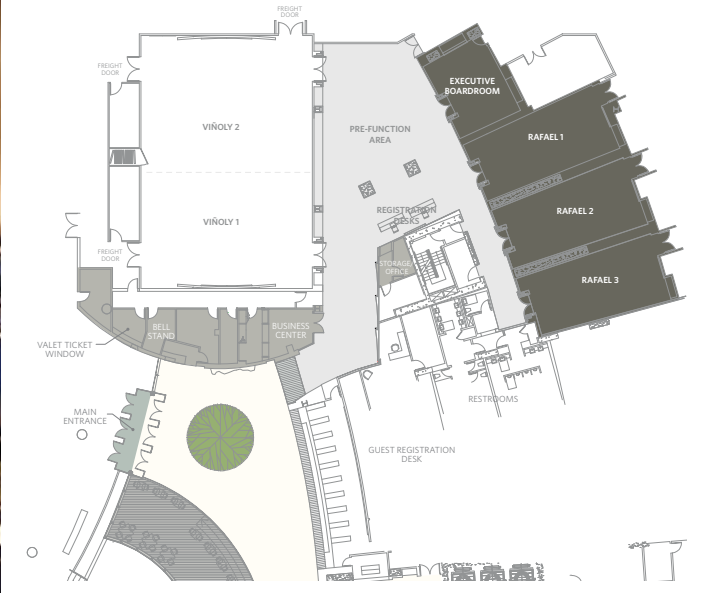 FREIGHT
DOOR
FREIGHT
DOOR
EXECUTIVE
BOARDROOM
VIÑOLY 2
PRE-FUNCTION
AREA
RAFAEL 1
VIÑOLY 1
REGISTRATION
DESKS
RAFAEL 2
FREIGHT
DOOR
STORAGE/
OFFICE
RAFAEL 3
BELL
STAND
BUSINESS
CENTER
VALET TICKET
WINDOW
MAIN
ENTRANCE
RESTROOMS
GUEST REGISTRATION
DESK